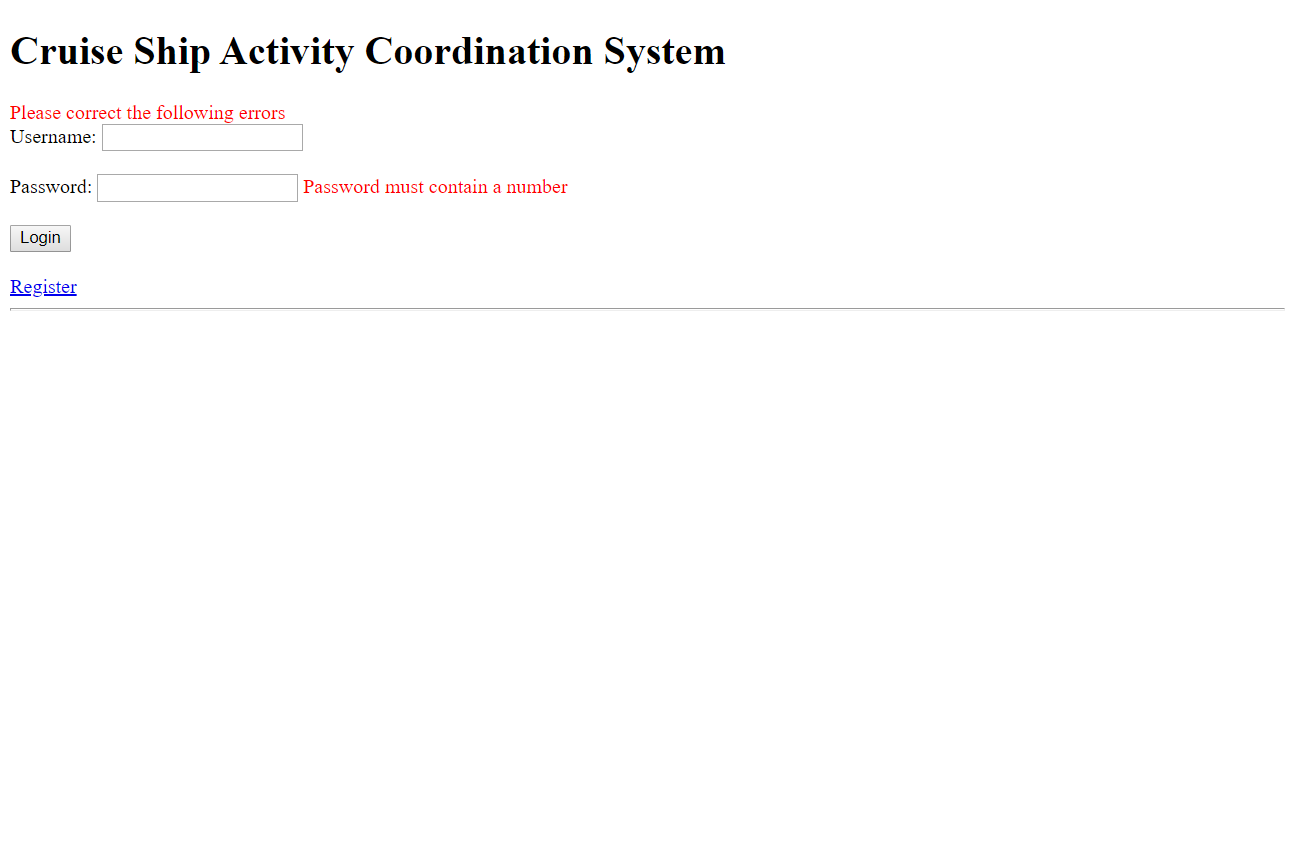 Cruise Ship Activity Coordination System
Please correct the following errors
Username:
Password: Password must contain a number
Login
Register